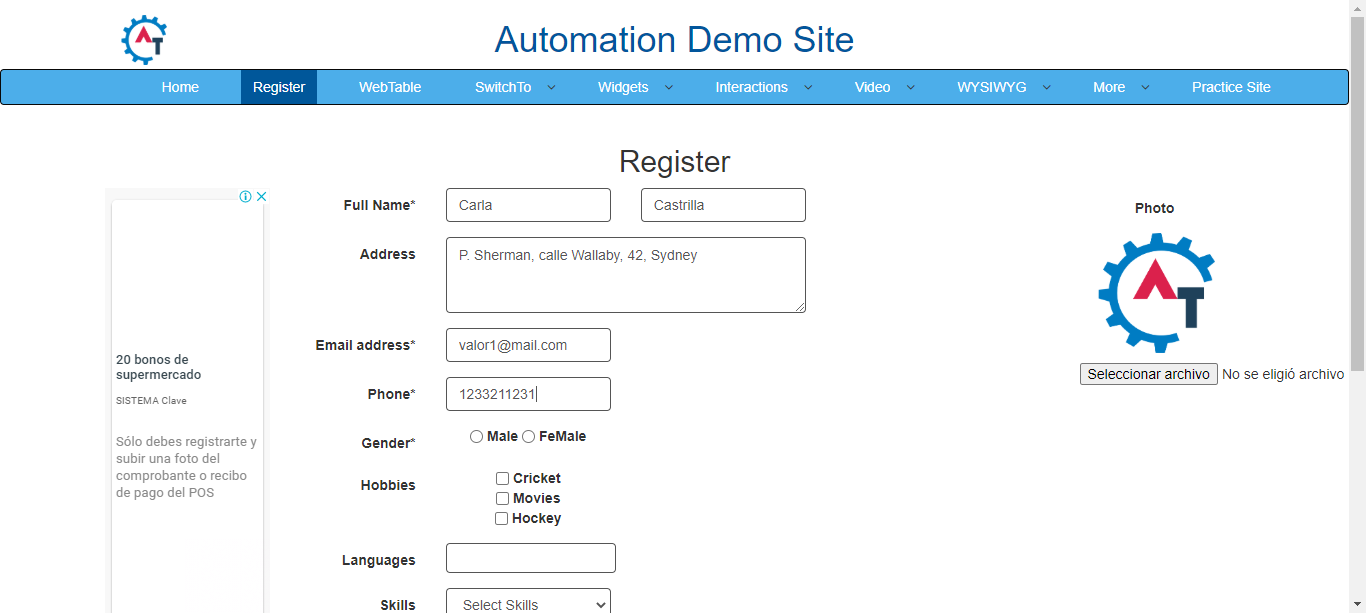 AT
Automation Demo Site
Home Register WebTable SwitchTo Widgets Interactions Video WYSIWYG More Practice Site
Register
Full Name* Carla Castrilla
Address P. Sherman, calle Wallaby, 42, Sydney
Email address* valor1@mail.com
Phone* 1233211231
Gender* Male FeMale
Hobbies Cricket
Movies
Hockey
Languages
Skills Select Skills
Photo
AT
Seleccionar archivo No se eligió archivo
20 bonos de
supermercado
SISTEMA Clave
Sólo debes registrarte y
subir una foto del
comprobante o recibo
de pago del POS